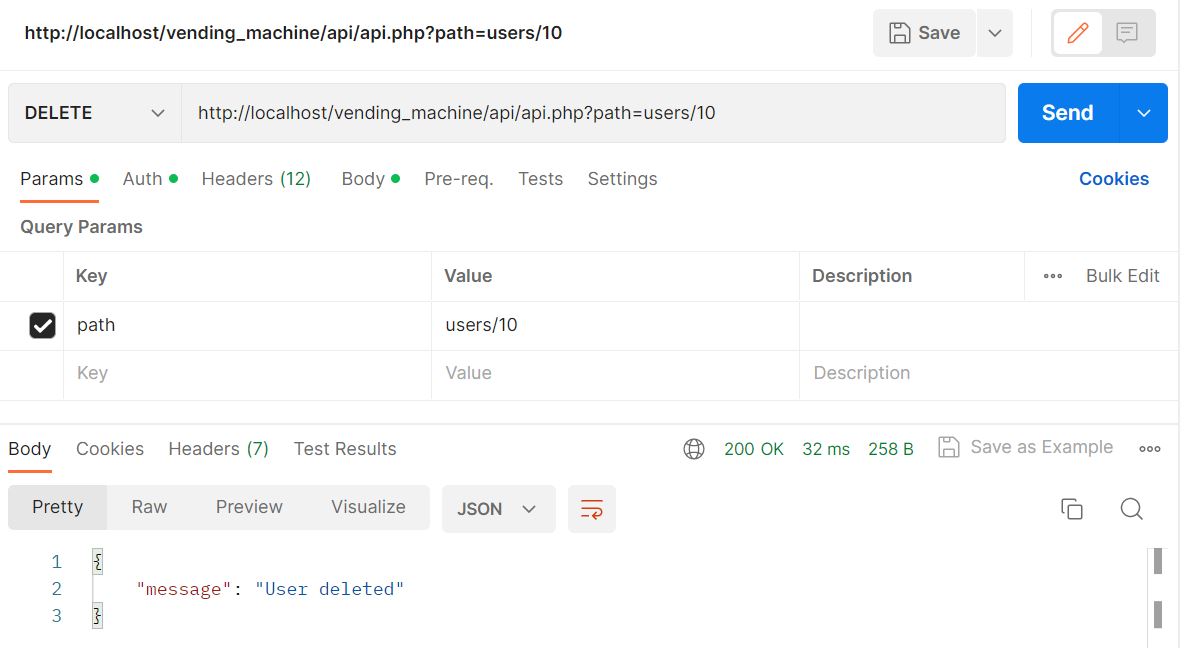 http://localhost/vending_machine/api/api.php?path=users/10 Save
DELETE http://localhost/vending_machine/api/api.php?path=users/10 Send
Params Auth Headers (12) Body Pre-req. Tests Settings Cookies
Query Params
Key Value Description Bulk Edit
path users/10
Key Value Description
Body Cookies Headers (7) Test Results 200 OK 32 ms 258 B Save as Example
Pretty Raw Preview Visualize JSON
1 {
2 "message": "User deleted"
3 }